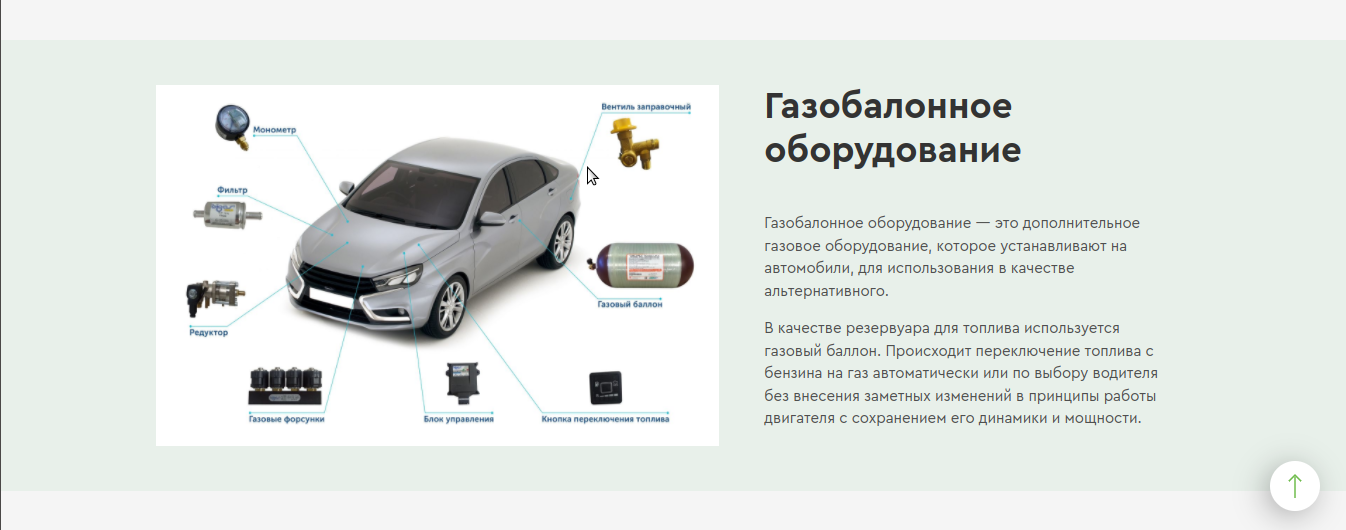 Монометр
Вентиль заправочный
Фильтр
Редуктор
Газовый баллон
Газовые форсунки
Блок управления
Кнопка переключения топлива
Газобалонное
оборудование
Газобалонное оборудование — это дополнительное
газовое оборудование, которое устанавливают на
автомобили, для использования в качестве
альтернативного.
В качестве резервуара для топлива используется
газовый баллон. Происходит переключение топлива с
бензина на газ автоматически или по выбору водителя
без внесения заметных изменений в принципы работы
двигателя с сохранением его динамики и мощности.